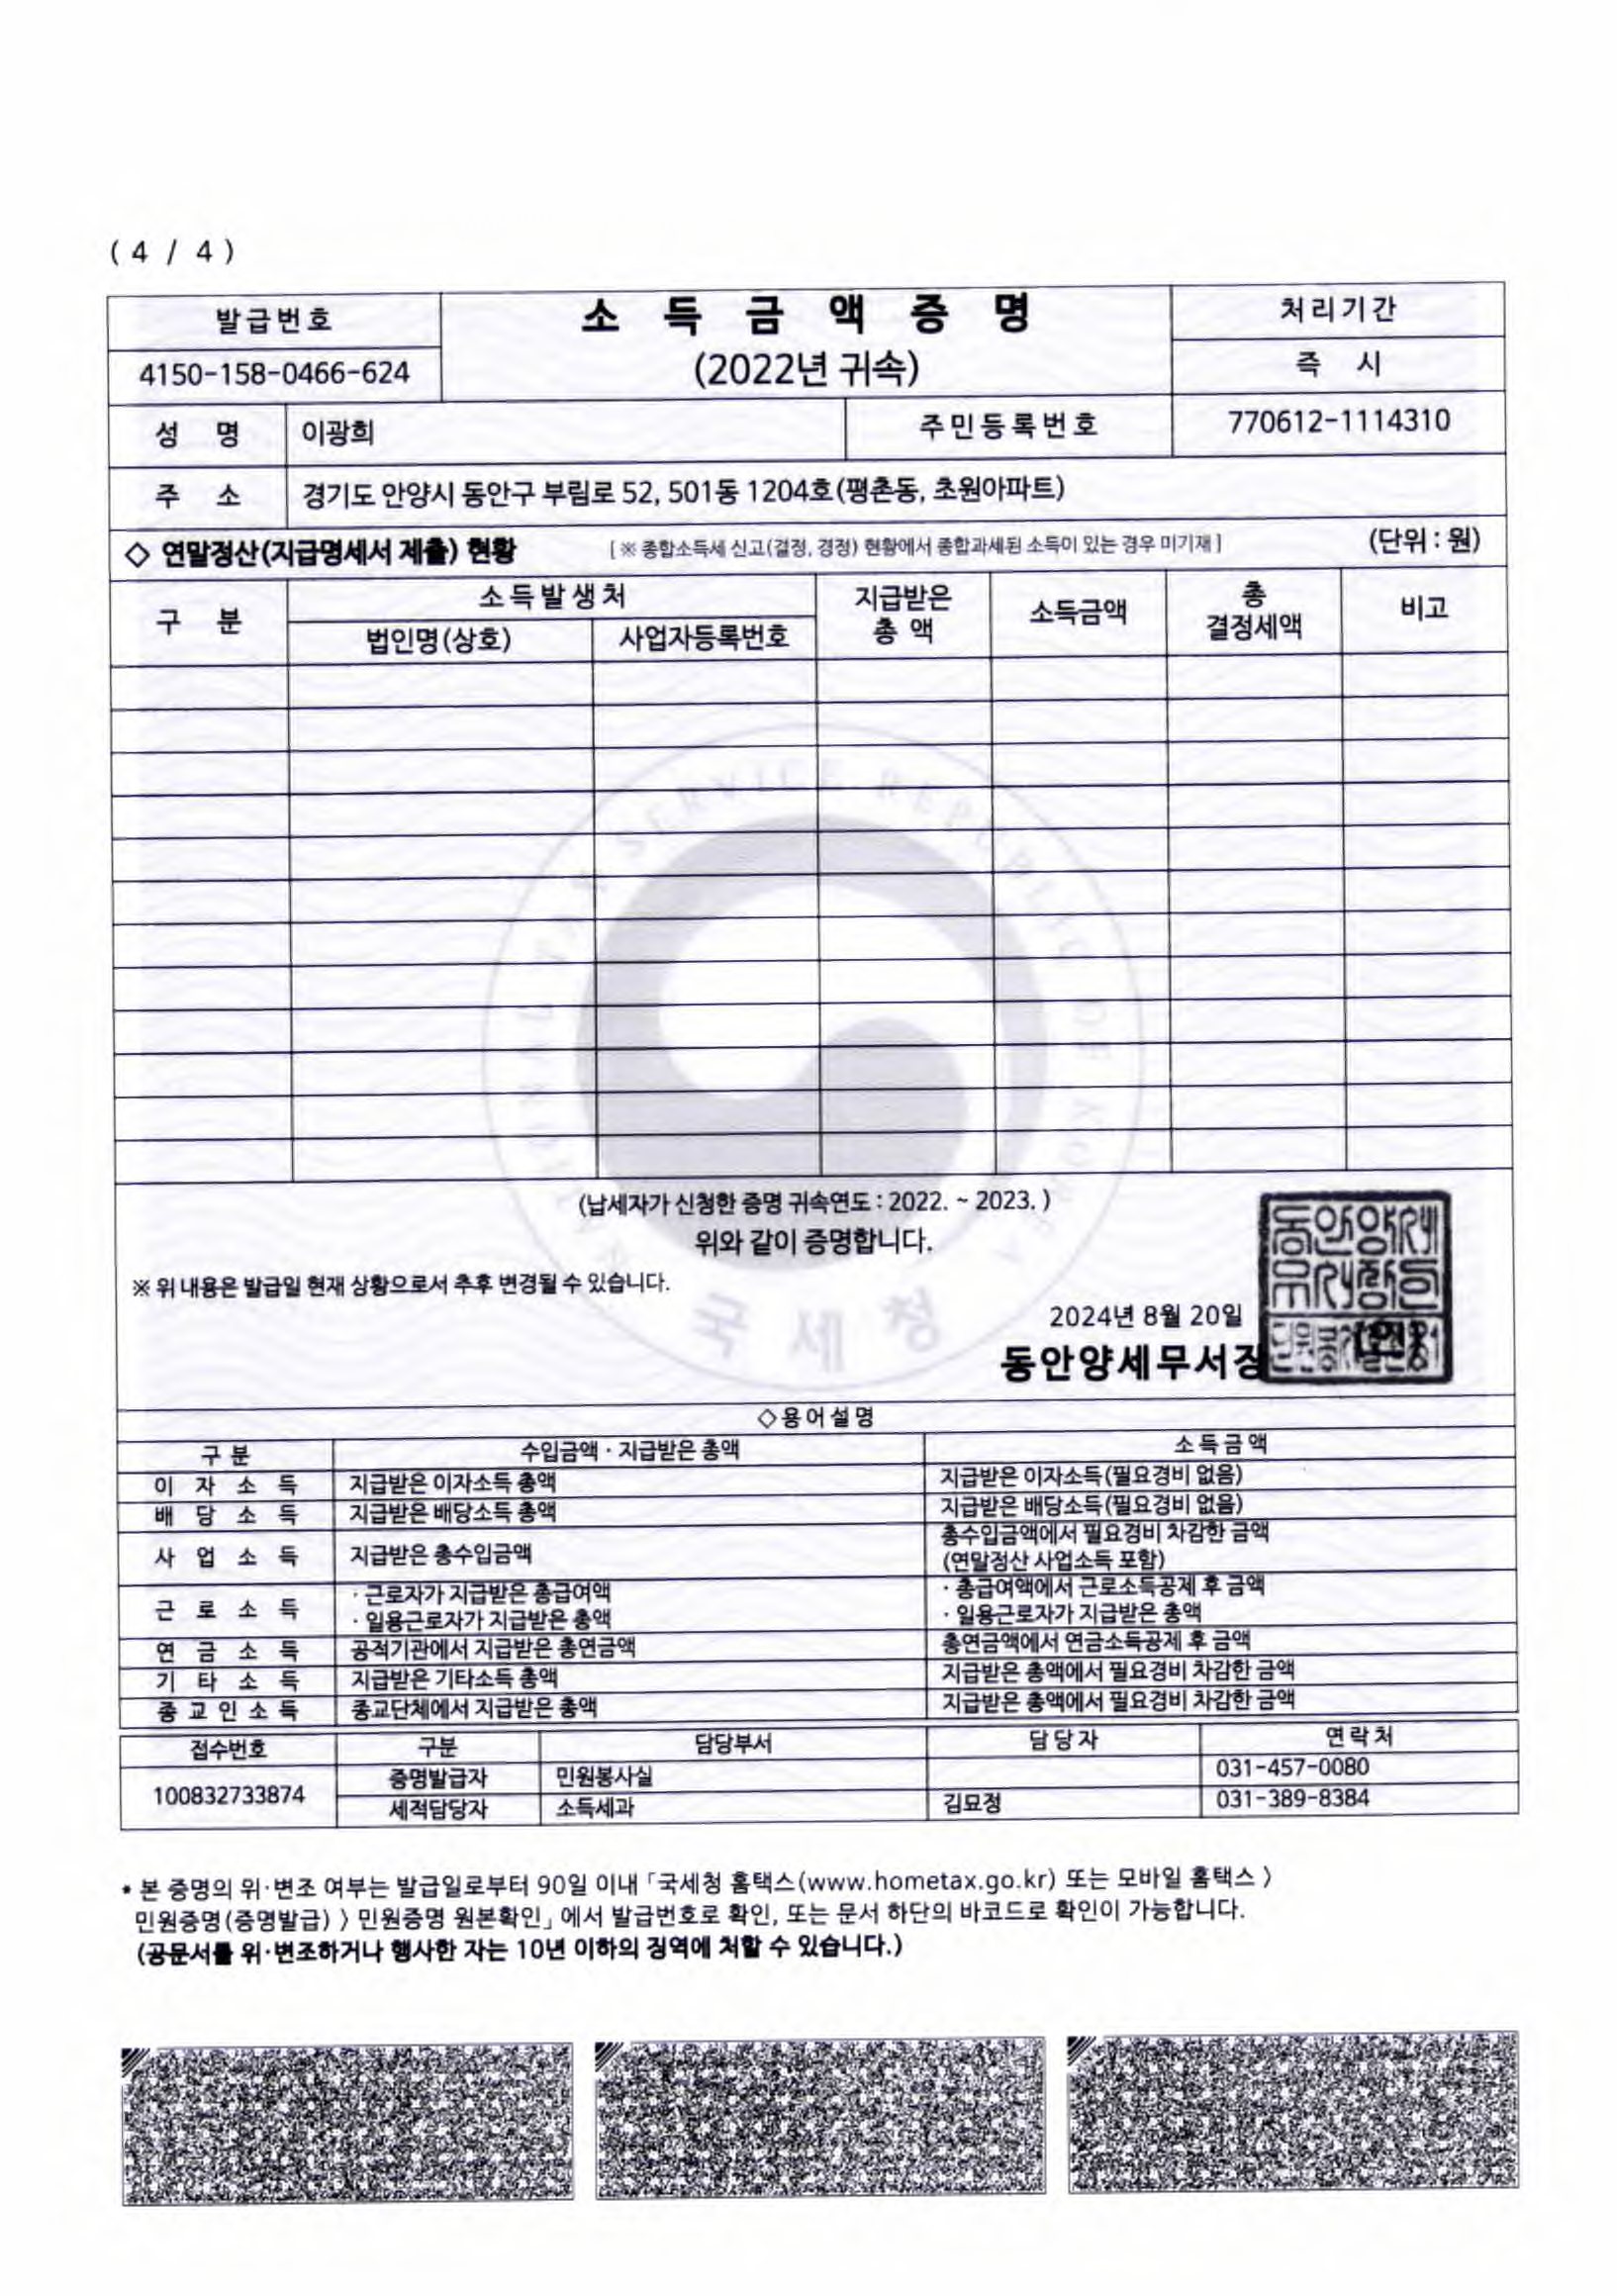 ( 4 / 4 )
발급번호
4150-158-0466-624
소 득 금 액 증 명
(2022년 귀속)
처리기간
즉 시
성 명 이광희 주민등록번호 770612-1114310
주 소 경기도 안양시 동안구 부림로 52, 501동 1204호(평촌동, 초원아파트)
◇ 연말정산(지급명세서 제출) 현황 [ ※ 종합소득세 신고(결정, 경정) 현황에서 종합과세된 소득이 있는 경우 미기재 ] (단위 : 원)
구 분 소득발생처 지급받은 총 액 소득금액 총 결정세액 비고
법인명(상호) 사업자등록번호
(납세자가 신청한 증명 귀속연도 : 2022. ~ 2023. )
위와 같이 증명합니다.
※ 위 내용은 발급일 현재 상황으로서 추후 변경될 수 있습니다.
국세청
2024년 8월 20일
동안양세무서장 (인)
◇용어설명
구 분 수입금액 · 지급받은 총액 소득금액
이 자 소 득 지급받은 이자소득 총액 지급받은 이자소득(필요경비 없음)
배 당 소 득 지급받은 배당소득 총액 지급받은 배당소득(필요경비 없음)
사 업 소 득 지급받은 총수입금액 총수입금액에서 필요경비 차감한 금액
(연말정산 사업소득 포함)
근 로 소 득 · 근로자가 지급받은 총급여액 · 총급여액에서 근로소득공제 후 금액
· 일용근로자가 지급받은 총액 · 일용근로자가 지급받은 총액
연 금 소 득 공적기관에서 지급받은 총연금액 총연금액에서 연금소득공제 후 금액
기 타 소 득 지급받은 기타소득 총액 지급받은 총액에서 필요경비 차감한 금액
종교인소득 종교단체에서 지급받은 총액 지급받은 총액에서 필요경비 차감한 금액
접수번호 구분 담당부서 담당자 연락처
100832733874 증명발급자 민원봉사실 031-457-0080
세적담당자 소득세과 김묘정 031-389-8384
* 본 증명의 위·변조 여부는 발급일로부터 90일 이내 「국세청 홈택스(www.hometax.go.kr) 또는 모바일 홈택스 〉
민원증명(증명발급) 〉 민원증명 원본확인」 에서 발급번호로 확인, 또는 문서 하단의 바코드로 확인이 가능합니다.
(공문서를 위·변조하거나 행사한 자는 10년 이하의 징역에 처할 수 있습니다.)